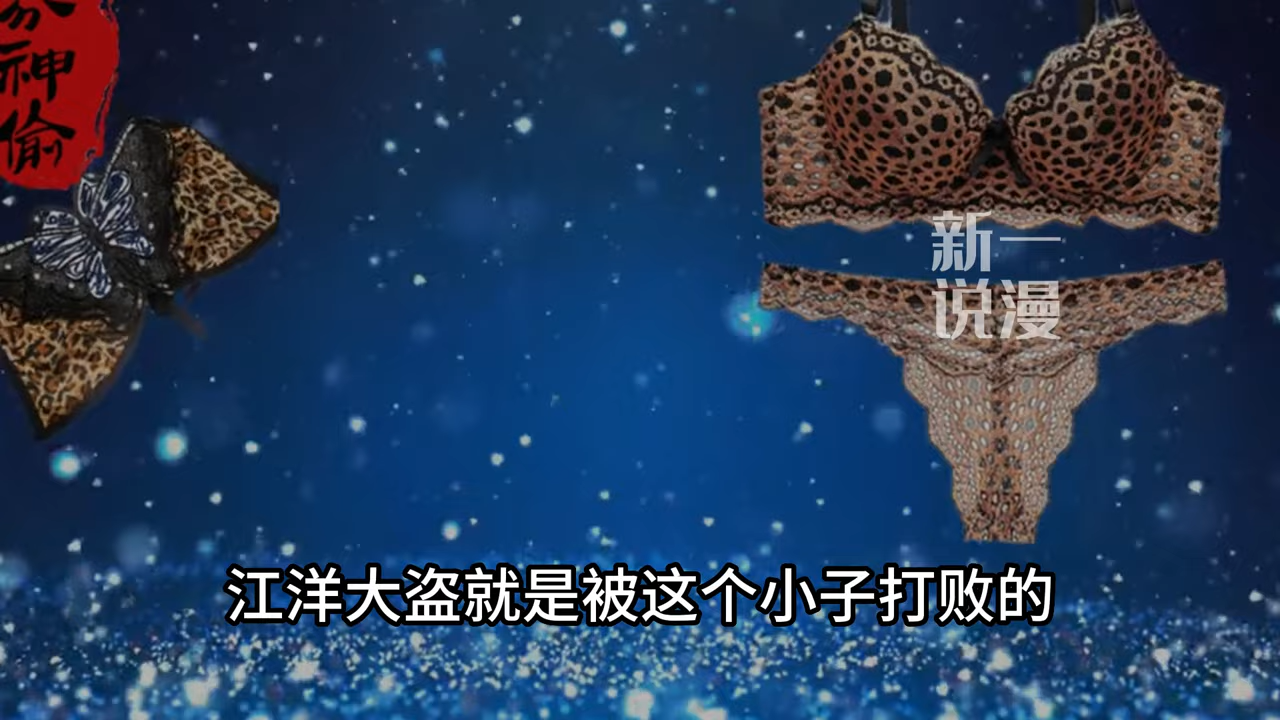 神
偷
新一
说漫
江洋大盗就是被这个小子打败的